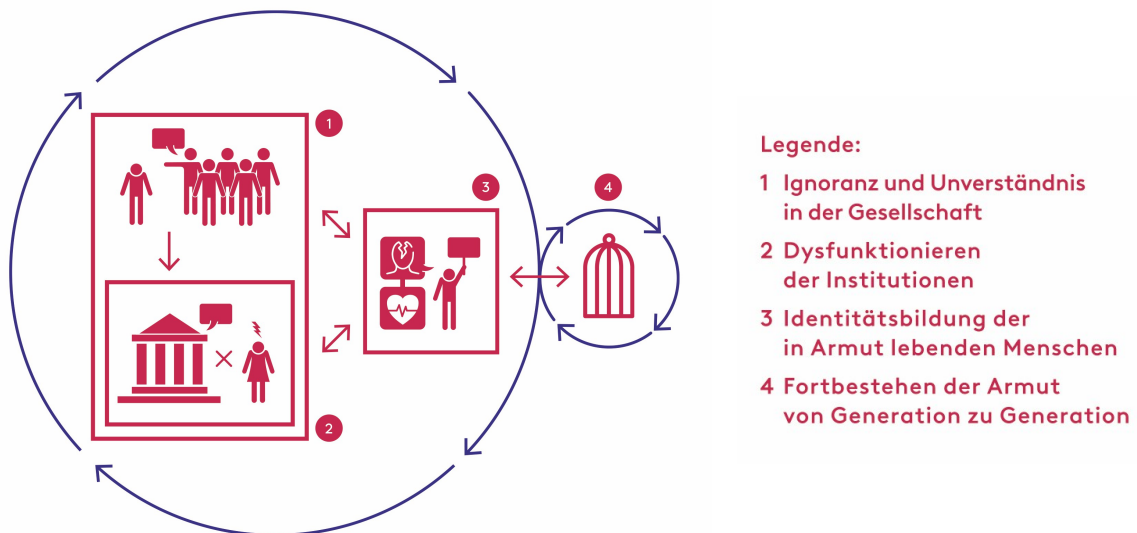 1
3
4
2
Legende:
1 Ignoranz und Unverständnis
in der Gesellschaft
2 Dysfunktionieren
der Institutionen
3 Identitätsbildung der
in Armut lebenden Menschen
4 Fortbestehen der Armut
von Generation zu Generation